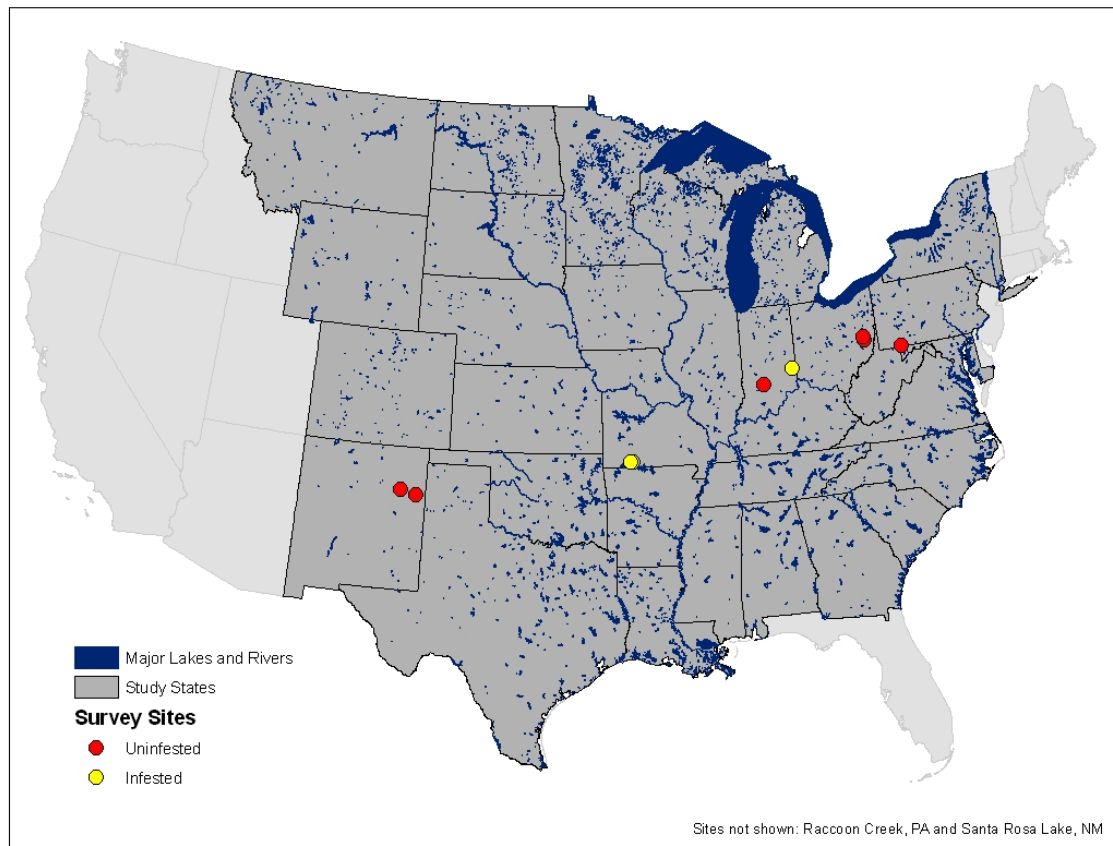 Major Lakes and Rivers
Study States
Survey Sites
Uninfested
Infested
Sites not shown: Raccoon Creek, PA and Santa Rosa Lake, NM